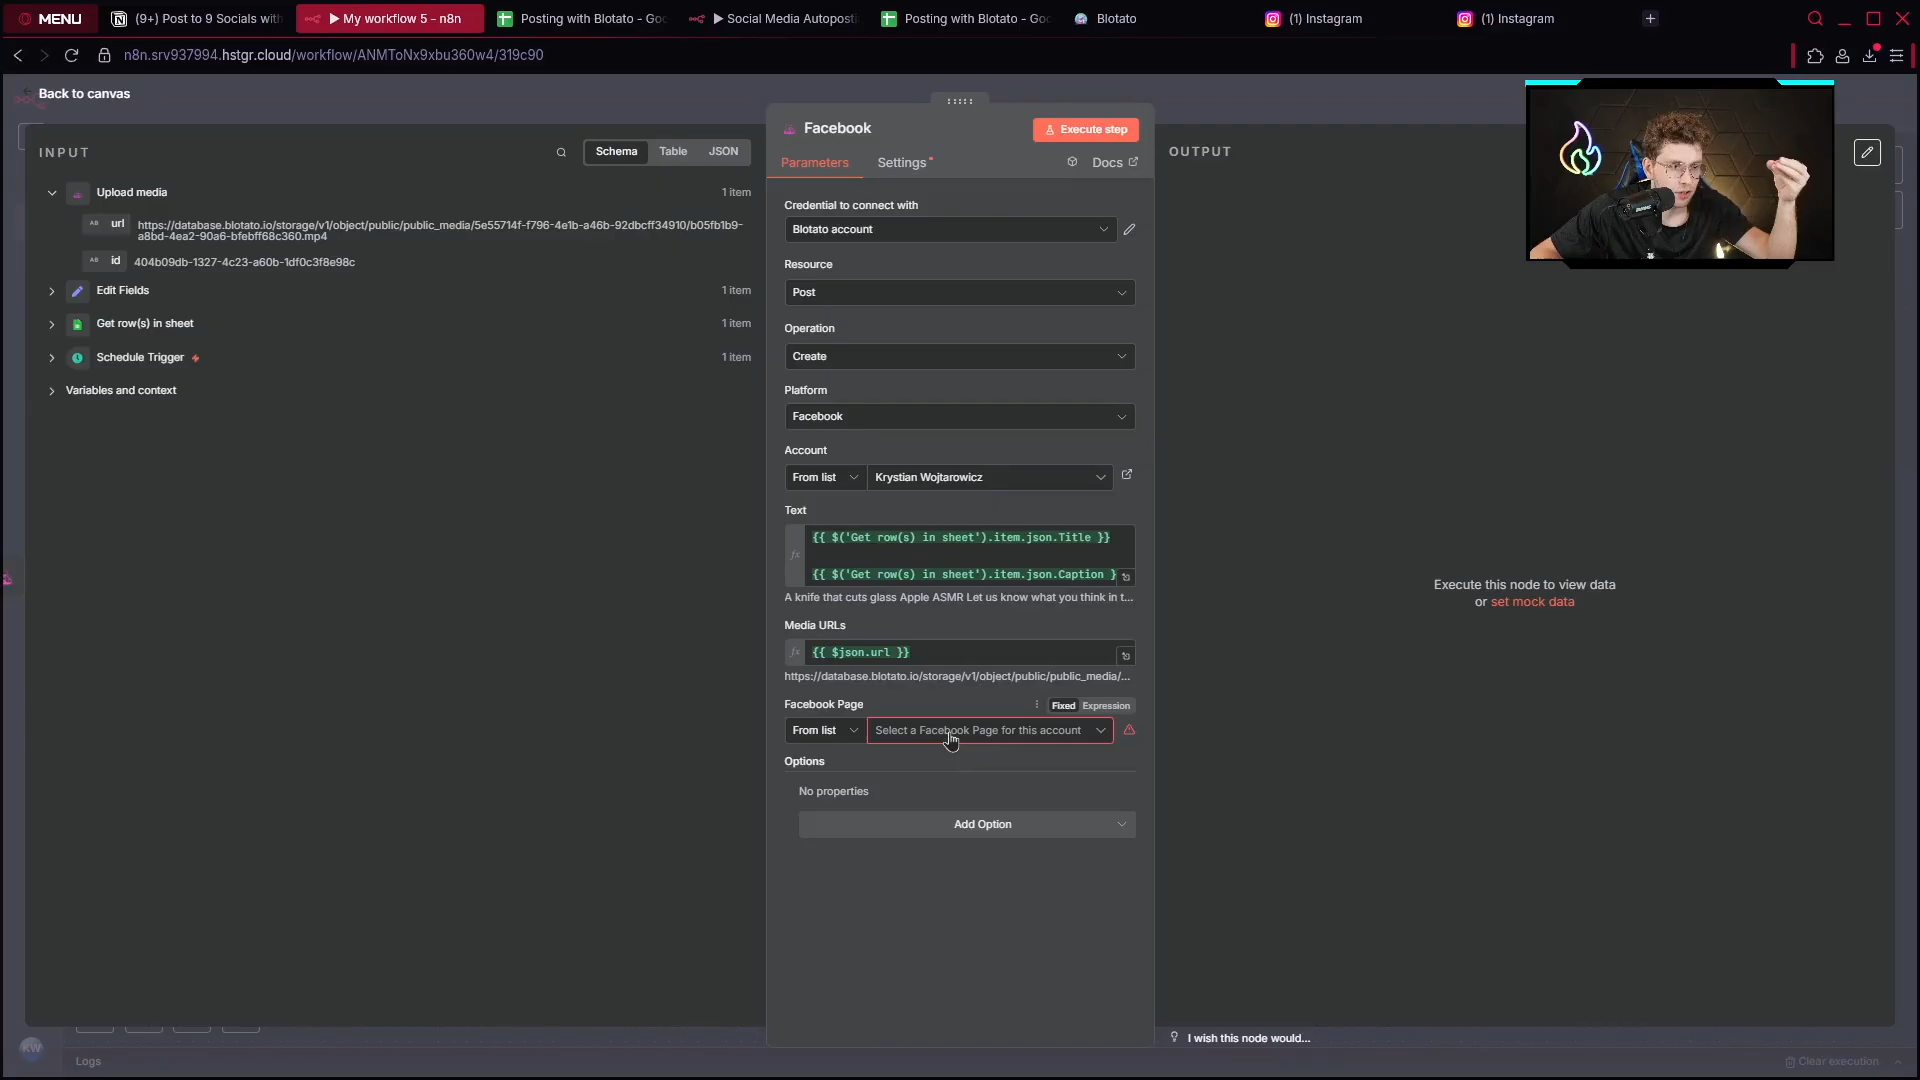 MENU
(9+) Post to 9 Socials with
▶ My workflow 5 - n8n
Posting with Blotato - Goo
▶ Social Media Autoposti
Posting with Blotato - Goo
Blotato
(1) Instagram
(1) Instagram
n8n.srv937994.hstgr.cloud/workflow/ANMToNx9xbu360w4/319c90
Back to canvas
INPUT
Schema
Table
JSON
Upload media
1 item
AB
url
https://database.blotato.io/storage/v1/object/public/public_media/5e55714f-f796-4e1b-a46b-92dbcff34910/b05fb1b9-
a8bd-4ea2-90a6-bfebff68c360.mp4
AB
id
404b09db-1327-4c23-a60b-1df0c3f8e98c
Edit Fields
1 item
Get row(s) in sheet
1 item
Schedule Trigger
1 item
Variables and context
Facebook
Execute step
Parameters
Settings
Docs
Credential to connect with
Blotato account
Resource
Post
Operation
Create
Platform
Facebook
Account
From list
Krystian Wojtarowicz
Text
fx
{{ $('Get row(s) in sheet').item.json.Title }}
{{ $('Get row(s) in sheet').item.json.Caption }
A knife that cuts glass Apple ASMR Let us know what you think in t...
Media URLs
fx
{{ $json.url }}
https://database.blotato.io/storage/v1/object/public/public_media/...
Facebook Page
Fixed
Expression
From list
Select a Facebook Page for this account
Options
No properties
Add Option
OUTPUT
Execute this node to view data
or set mock data
I wish this node would...
KW
Logs
Clear execution